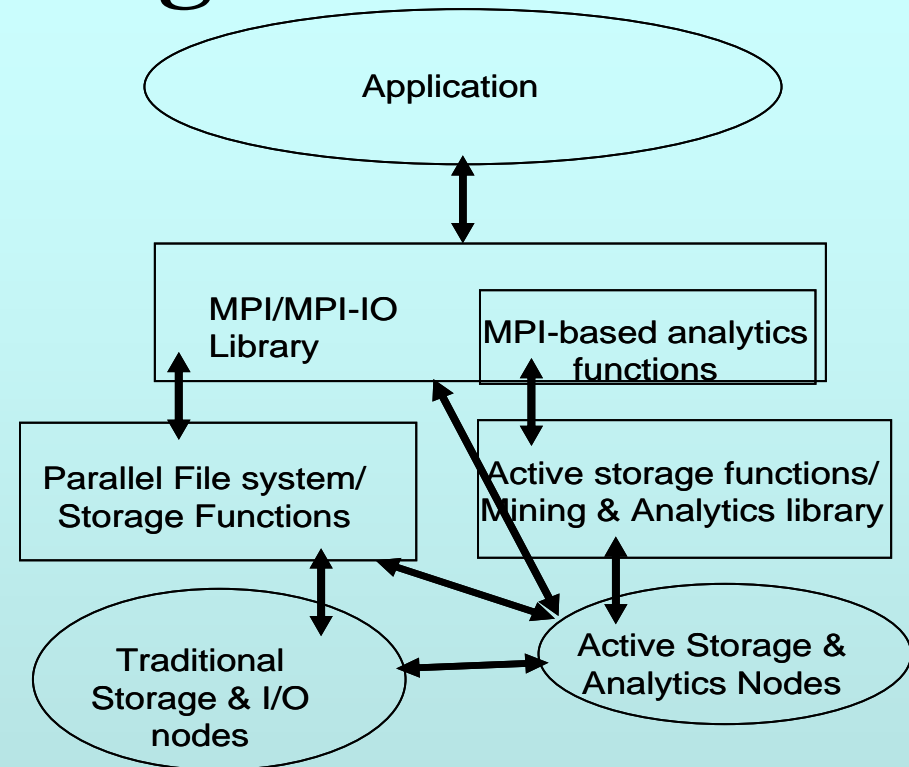 Application
MPI/MPI-IO
Library
MPI-based analytics
functions
Parallel File system/
Storage Functions
Active storage functions/
Mining & Analytics library
Traditional
Storage & I/O
nodes
Active Storage &
Analytics Nodes